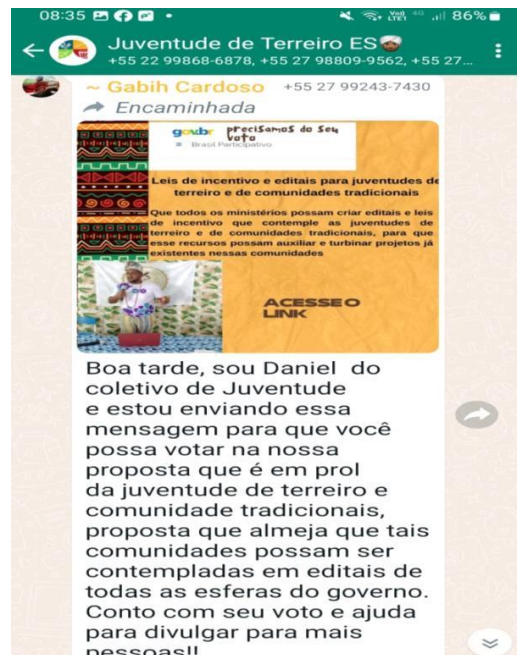 08:35
86%
Juventude de Terreiro ES
+55 22 99868-6878, +55 27 98809-9562, +55 27...
~ Gabih Cardoso +55 27 99243-7430
Encaminhada
govbr
Brasil Participativo
preciSamoS do Seu
Voto
Leis de incentivo e editais para juventudes de
terreiro e de comunidades tradicionais
Que todos os ministérios possam criar editais e leis
de incentivo que contemple as juventudes de
terreiro e de comunidades tradicionais, para que
esse recursos possam auxiliar e turbinar projetos já
existentes nessas comunidades
ACESSE O
LINK
Boa tarde, sou Daniel do
coletivo de Juventude
e estou enviando essa
mensagem para que você
possa votar na nossa
proposta que é em prol
da juventude de terreiro e
comunidade tradicionais,
proposta que almeja que tais
comunidades possam ser
contempladas em editais de
todas as esferas do governo.
Conto com seu voto e ajuda
para divulgar para mais
pessoas!!